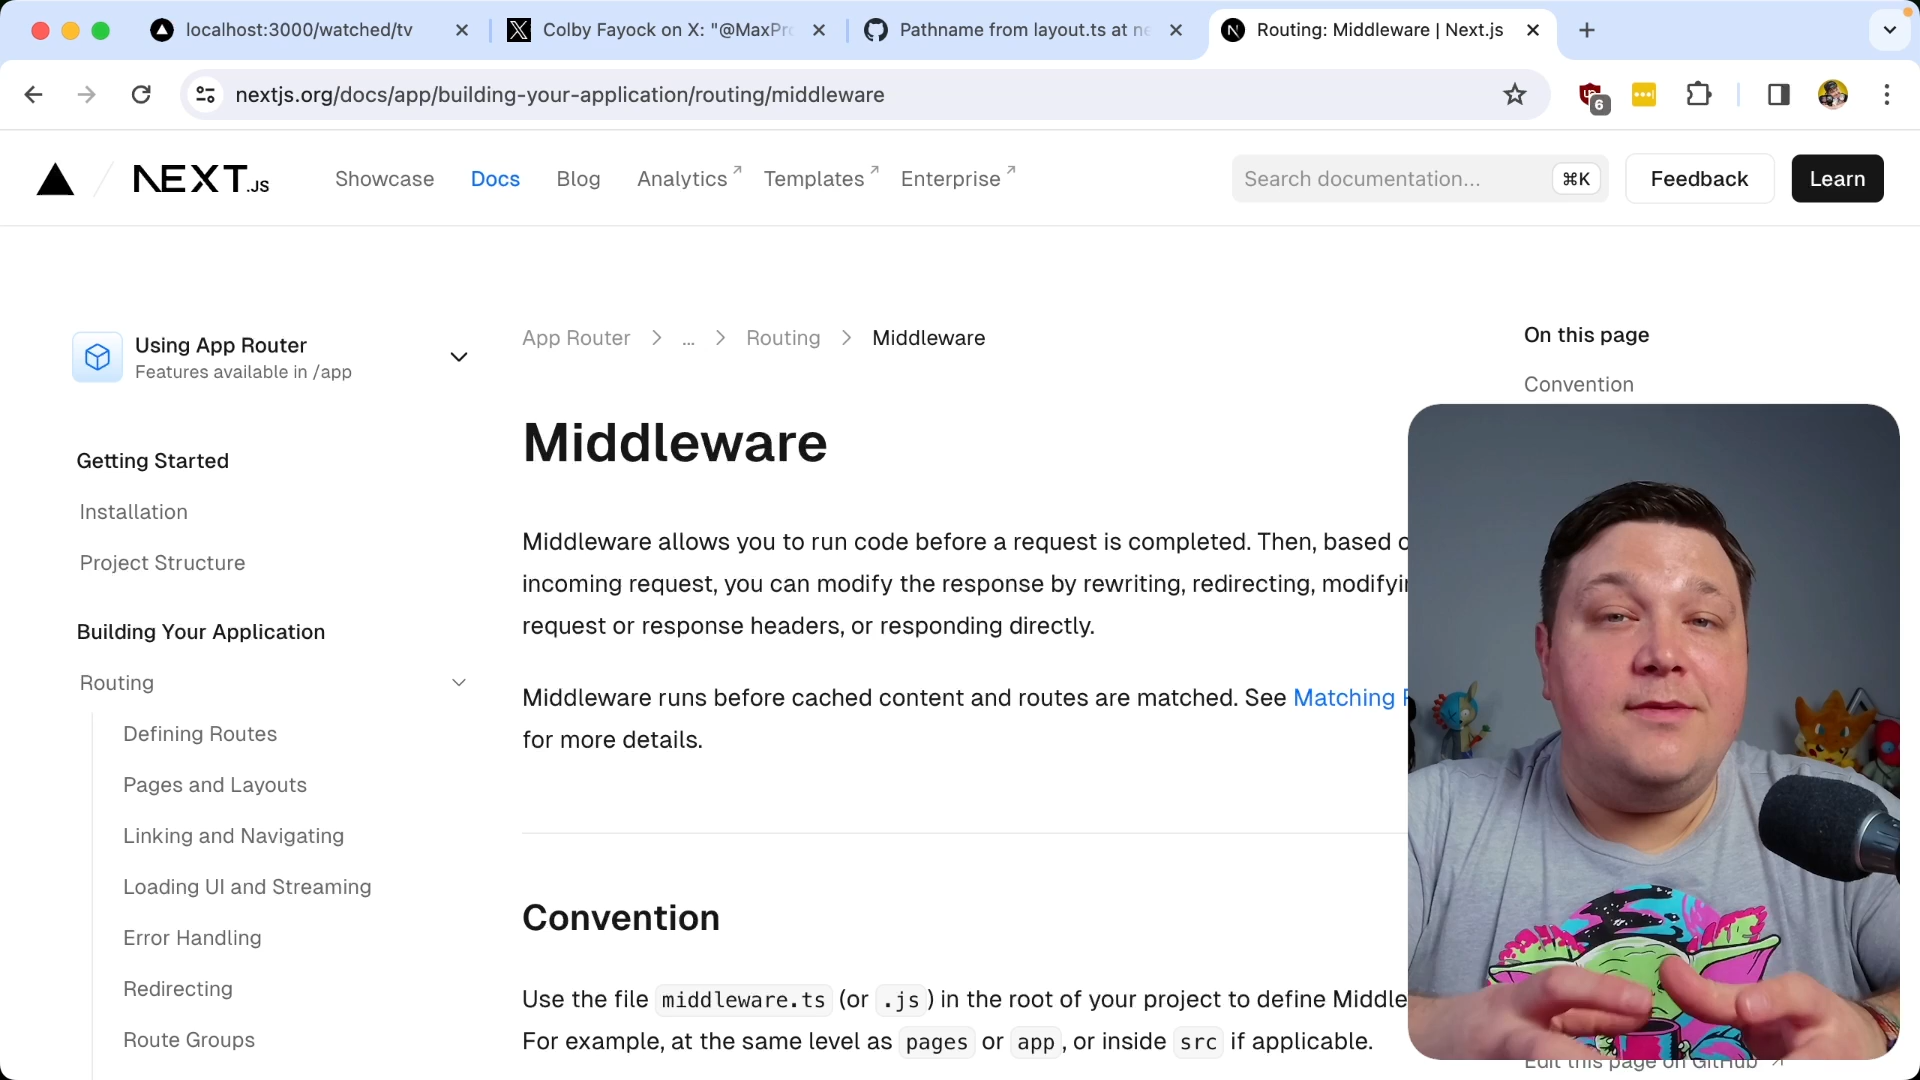 localhost:3000/watched/tv
Colby Fayock on X: "@MaxPr
Pathname from layout.ts at ne
Routing: Middleware | Next.js
nextjs.org/docs/app/building-your-application/routing/middleware
6
NEXT.JS
Showcase
Docs
Blog
Analytics
Templates
Enterprise
Search documentation...
⌘K
Feedback
Learn
Using App Router
Features available in /app
Getting Started
Installation
Project Structure
Building Your Application
Routing
Defining Routes
Pages and Layouts
Linking and Navigating
Loading UI and Streaming
Error Handling
Redirecting
Route Groups
App Router > ... > Routing > Middleware
Middleware
Middleware allows you to run code before a request is completed. Then, based
incoming request, you can modify the response by rewriting, redirecting, modifyi
request or response headers, or responding directly.
Middleware runs before cached content and routes are matched. See Matching
for more details.
Convention
Use the file middleware.ts (or .js) in the root of your project to define Middle
For example, at the same level as pages or app, or inside src if applicable.
On this page
Convention
Edit this page on GitHub